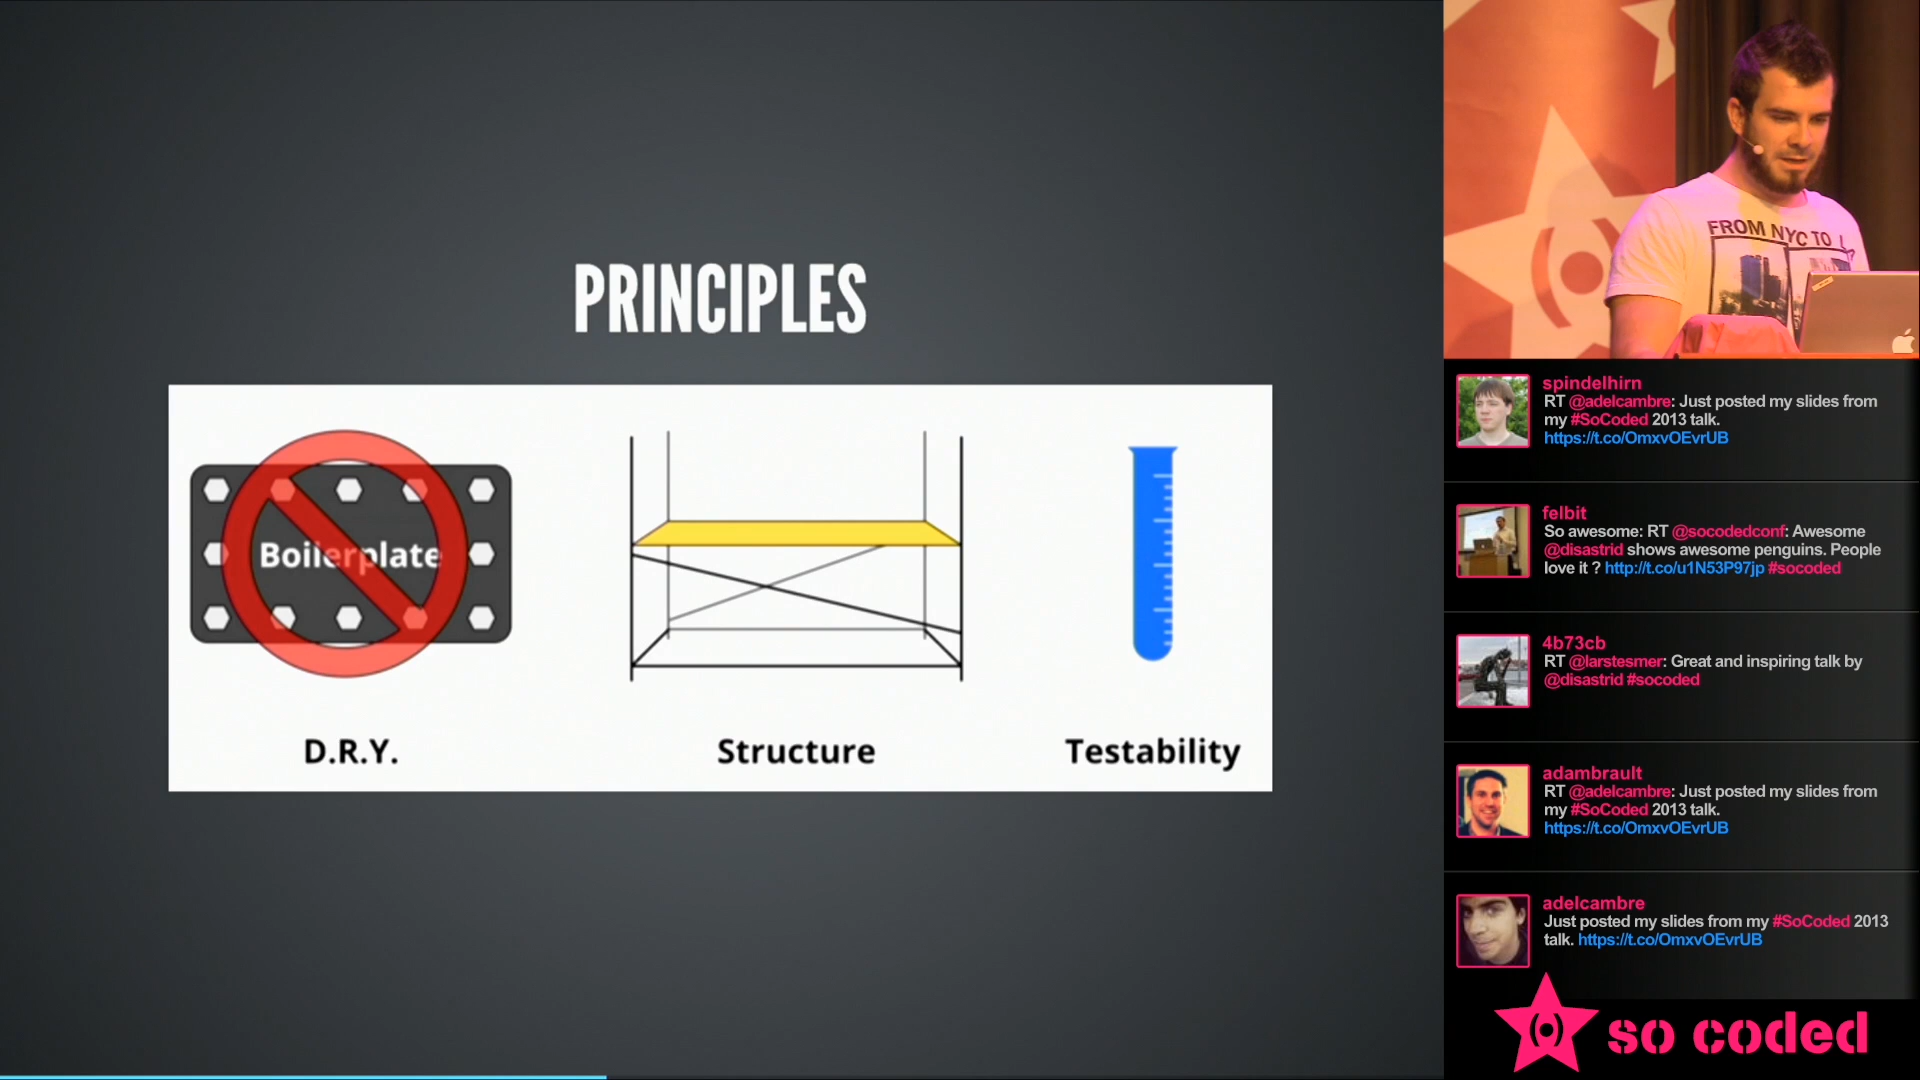 PRINCIPLES
Boilerplate
D.R.Y.
Structure
Testability
FROM NYC TO
spindelhirn
RT @adelcambre: Just posted my slides from
my #SoCoded 2013 talk.
https://t.co/OmxvOEvrUB
felbit
So awesome: RT @socodedconf: Awesome
@disastrid shows awesome penguins. People
love it ? http://t.co/u1N53P97jp #socoded
4b73cb
RT @larstesmer: Great and inspiring talk by
@disastrid #socoded
adambrault
RT @adelcambre: Just posted my slides from
my #SoCoded 2013 talk.
https://t.co/OmxvOEvrUB
adelcambre
Just posted my slides from my #SoCoded 2013
talk. https://t.co/OmxvOEvrUB
so coded